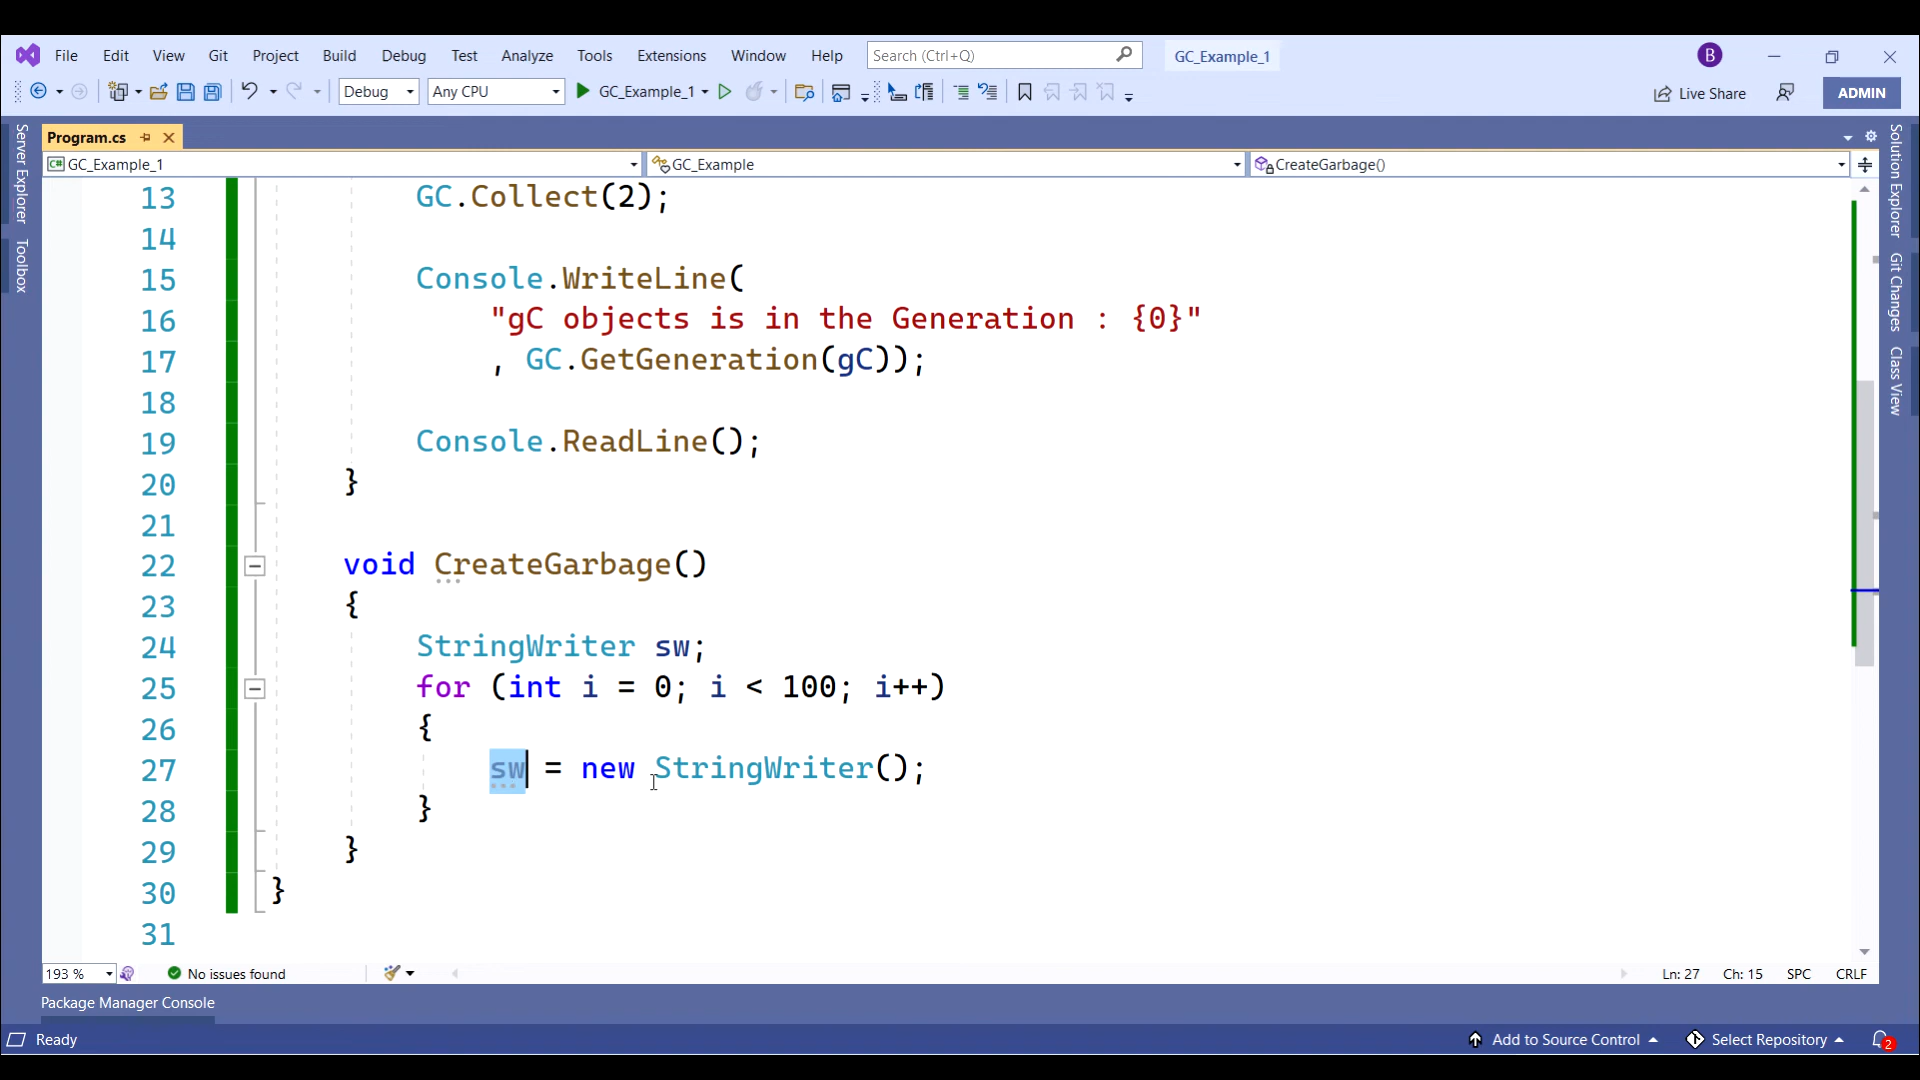 File Edit View Git Project Build Debug Test Analyze Tools Extensions Window Help Search (Ctrl+Q) GC_Example_1 B
Debug Any CPU GC_Example_1 Live Share ADMIN
Program.cs
C# GC_Example_1 GC_Example CreateGarbage()
Server Explorer
Toolbox
13 GC.Collect(2);
14
15 Console.WriteLine(
16 "gC objects is in the Generation : {0}"
17 , GC.GetGeneration(gC));
18
19 Console.ReadLine();
20 }
21
22 void CreateGarbage()
23 {
24 StringWriter sw;
25 for (int i = 0; i < 100; i++)
26 {
27 sw = new StringWriter();
28 }
29 }
30 }
31
Solution Explorer
Git Changes
Class View
193 % No issues found Ln: 27 Ch: 15 SPC CRLF
Package Manager Console
Ready Add to Source Control Select Repository 2